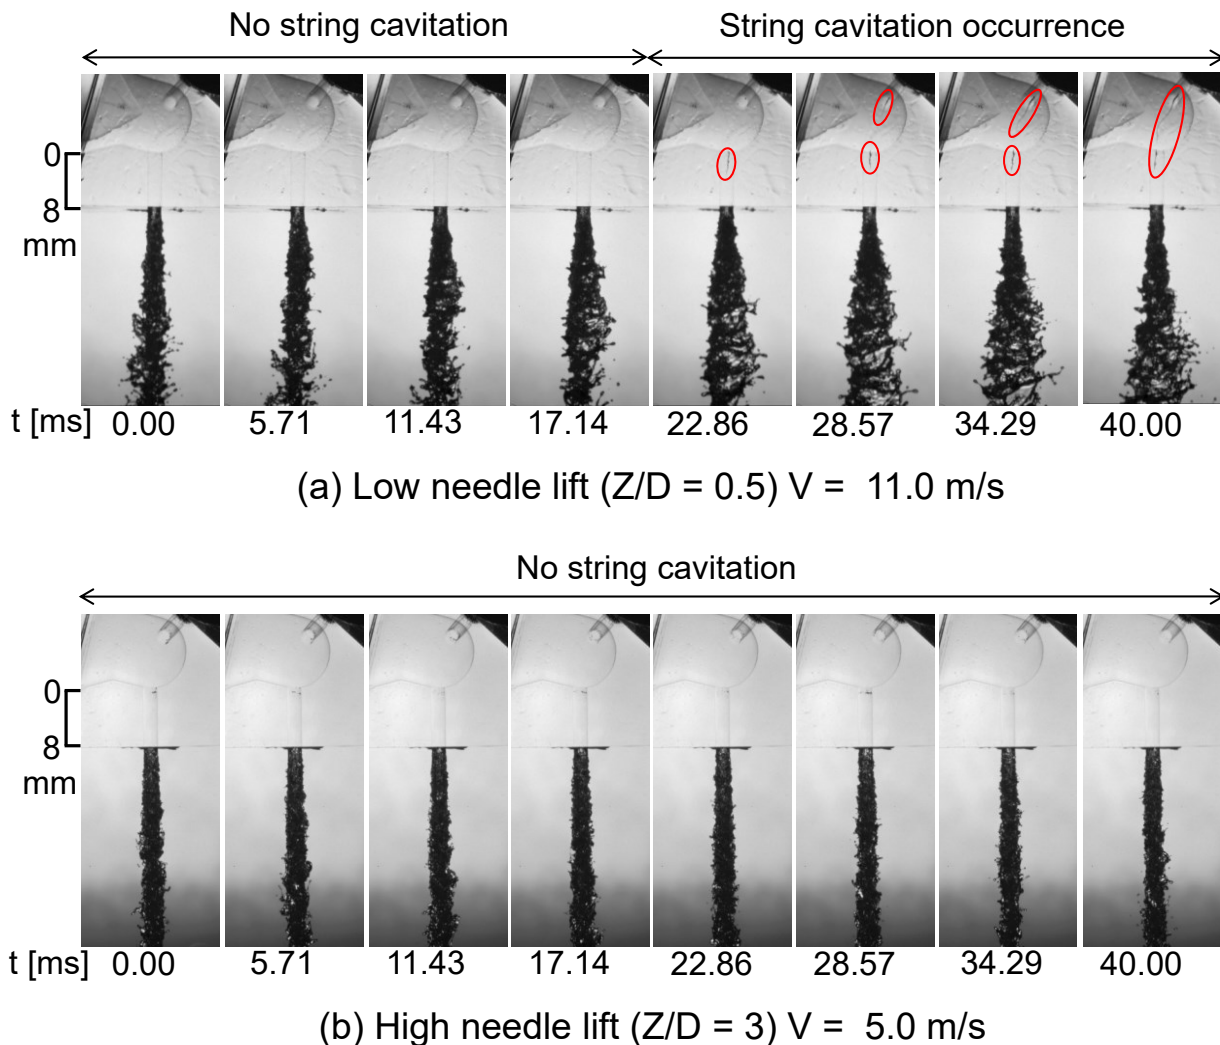 No string cavitation
String cavitation occurrence
0
8
mm
t [ms] 0.00 5.71 11.43 17.14 22.86 28.57 34.29 40.00
(a) Low needle lift (Z/D = 0.5) V = 11.0 m/s
No string cavitation
0
8
mm
t [ms] 0.00 5.71 11.43 17.14 22.86 28.57 34.29 40.00
(b) High needle lift (Z/D = 3) V = 5.0 m/s